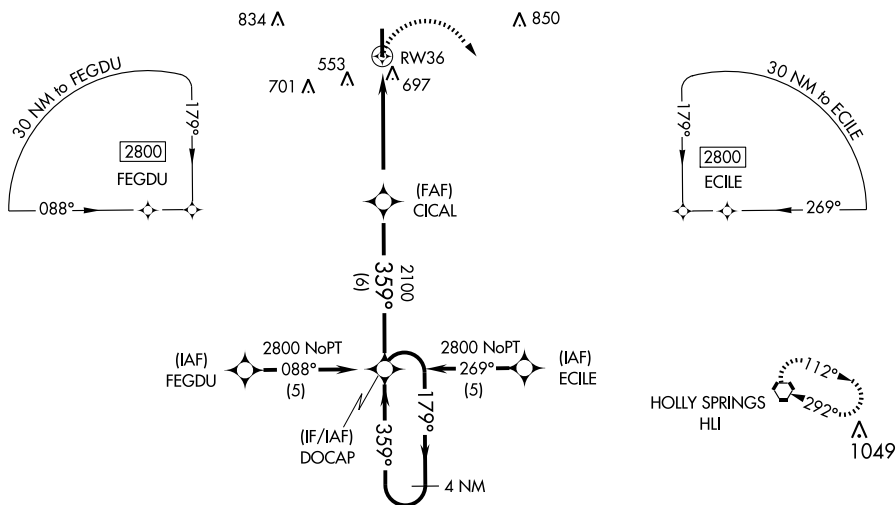 834
850
RW36
553
701
697
30 NM to FEGDU
179°
2800
FEGDU
088°
30 NM to ECILE
179°
2800
ECILE
269°
(FAF)
CICAL
2100
359°
(6)
(IAF)
FEGDU
2800 NoPT
088°
(5)
2800 NoPT
269°
(5)
(IAF)
ECILE
(IF/IAF)
DOCAP
359°
179°
4 NM
HOLLY SPRINGS
HLI
112°
292°
1049